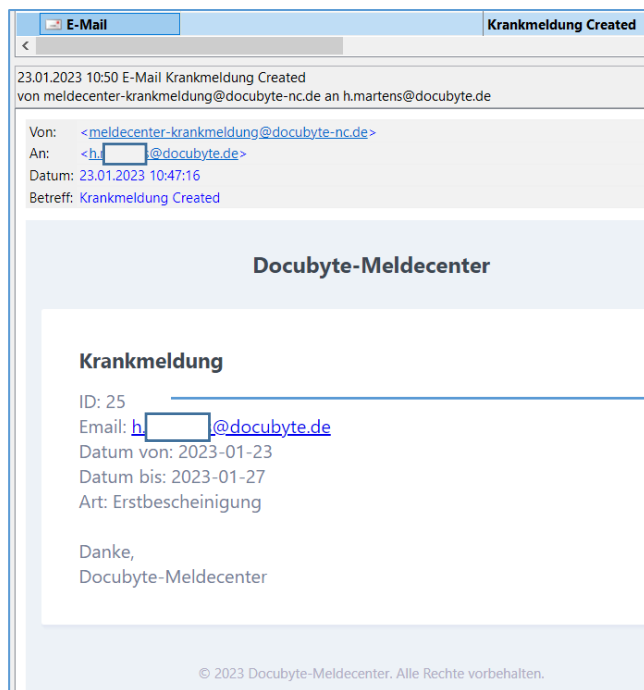 E-Mail Krankmeldung Created
23.01.2023 10:50 E-Mail Krankmeldung Created
von meldecenter-krankmeldung@docubyte-nc.de an h.martens@docubyte.de
Von: <meldecenter-krankmeldung@docubyte-nc.de>
An: <h. @docubyte.de>
Datum: 23.01.2023 10:47:16
Betreff: Krankmeldung Created
Docubyte-Meldecenter
Krankmeldung
ID: 25
Email: h. @docubyte.de
Datum von: 2023-01-23
Datum bis: 2023-01-27
Art: Erstbescheinigung
Danke,
Docubyte-Meldecenter
© 2023 Docubyte-Meldecenter. Alle Rechte vorbehalten.